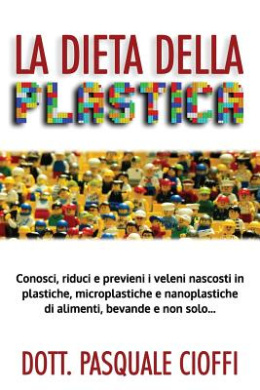 LA DIETA DELLA
PLASTICA
Conosci, riduci e previeni i veleni nascosti in
plastiche, microplastiche e nanoplastiche
di alimenti, bevande e non solo...
DOTT. PASQUALE CIOFFI